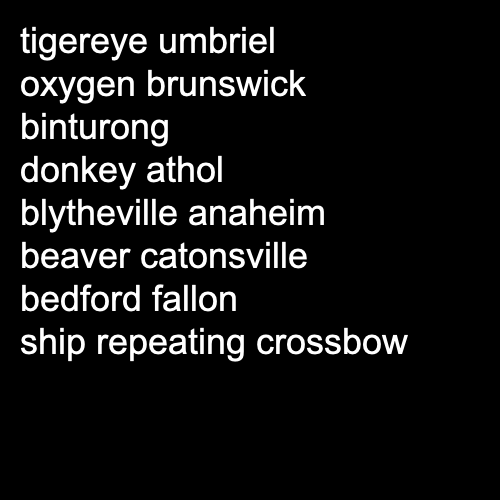 tigereye umbriel
oxygen brunswick
binturong
donkey athol
blytheville anaheim
beaver catonsville
bedford fallon
ship repeating crossbow